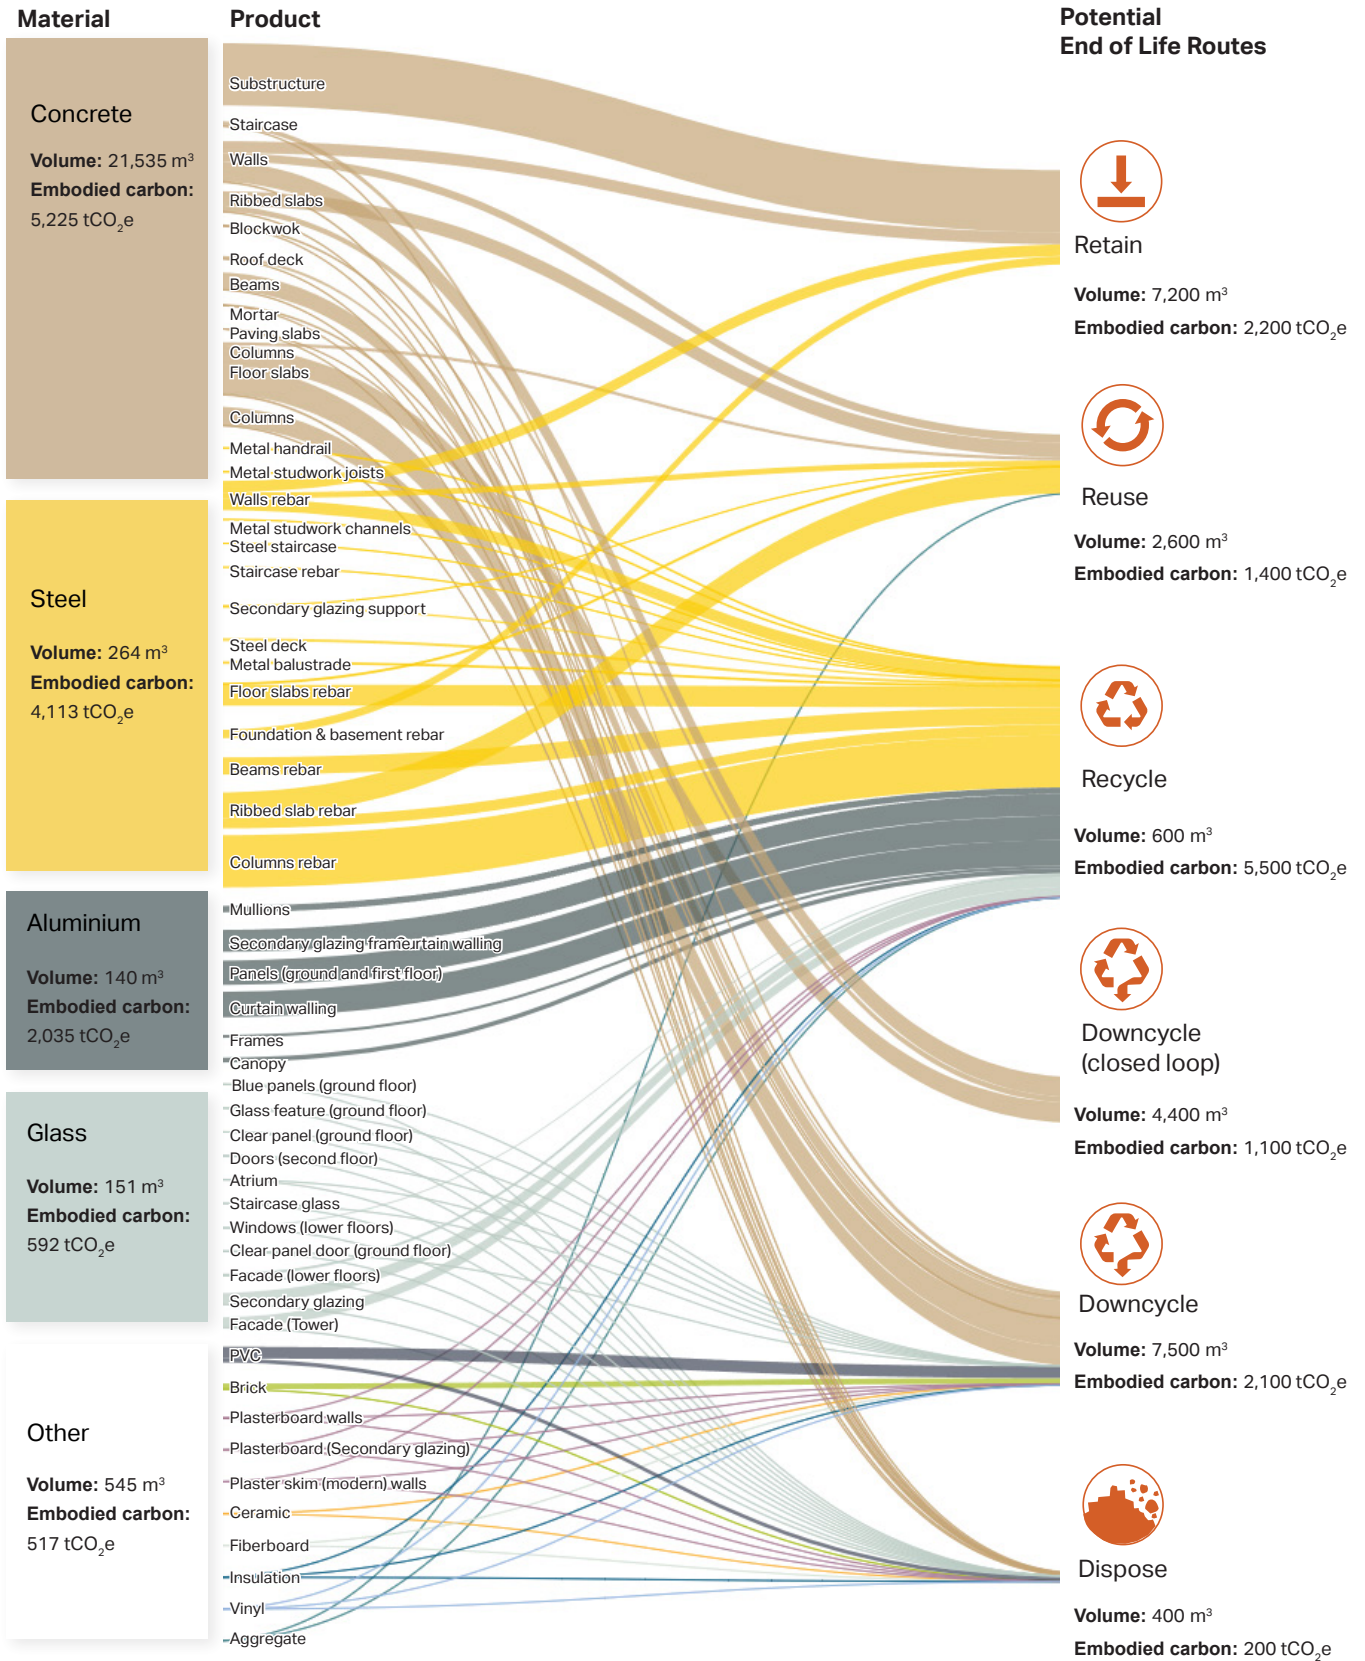 Material
Product
Potential
End of Life Routes
Concrete
Volume: 21,535 m³
Embodied carbon:
5,225 tCO₂e
Steel
Volume: 264 m³
Embodied carbon:
4,113 tCO₂e
Aluminium
Volume: 140 m³
Embodied carbon:
2,035 tCO₂e
Glass
Volume: 151 m³
Embodied carbon:
592 tCO₂e
Other
Volume: 545 m³
Embodied carbon:
517 tCO₂e
Substructure
Staircase
Walls
Ribbed slabs
Blockwok
Roof deck
Beams
Mortar
Paving slabs
Columns
Floor slabs
Columns
Metal handrail
Metal studwork joists
Walls rebar
Metal studwork channels
Steel staircase
Staircase rebar
Secondary glazing support
Steel deck
Metal balustrade
Floor slabs rebar
Foundation & basement rebar
Beams rebar
Ribbed slab rebar
Columns rebar
Mullions
Secondary glazing frame urtain walling
Panels (ground and first floor)
Curtain walling
Frames
Canopy
Blue panels (ground floor)
Glass feature (ground floor)
Clear panel (ground floor)
Doors (second floor)
Atrium
Staircase glass
Windows (lower floors)
Clear panel door (ground floor)
Facade (lower floors)
Secondary glazing
Facade (Tower)
PVC
Brick
Plasterboard walls
Plasterboard (Secondary glazing)
Plaster skim (modern) walls
Ceramic
Fiberboard
Insulation
Vinyl
Aggregate
Retain
Volume: 7,200 m³
Embodied carbon: 2,200 tCO₂e
Reuse
Volume: 2,600 m³
Embodied carbon: 1,400 tCO₂e
Recycle
Volume: 600 m³
Embodied carbon: 5,500 tCO₂e
Downcycle
(closed loop)
Volume: 4,400 m³
Embodied carbon: 1,100 tCO₂e
Downcycle
Volume: 7,500 m³
Embodied carbon: 2,100 tCO₂e
Dispose
Volume: 400 m³
Embodied carbon: 200 tCO₂e